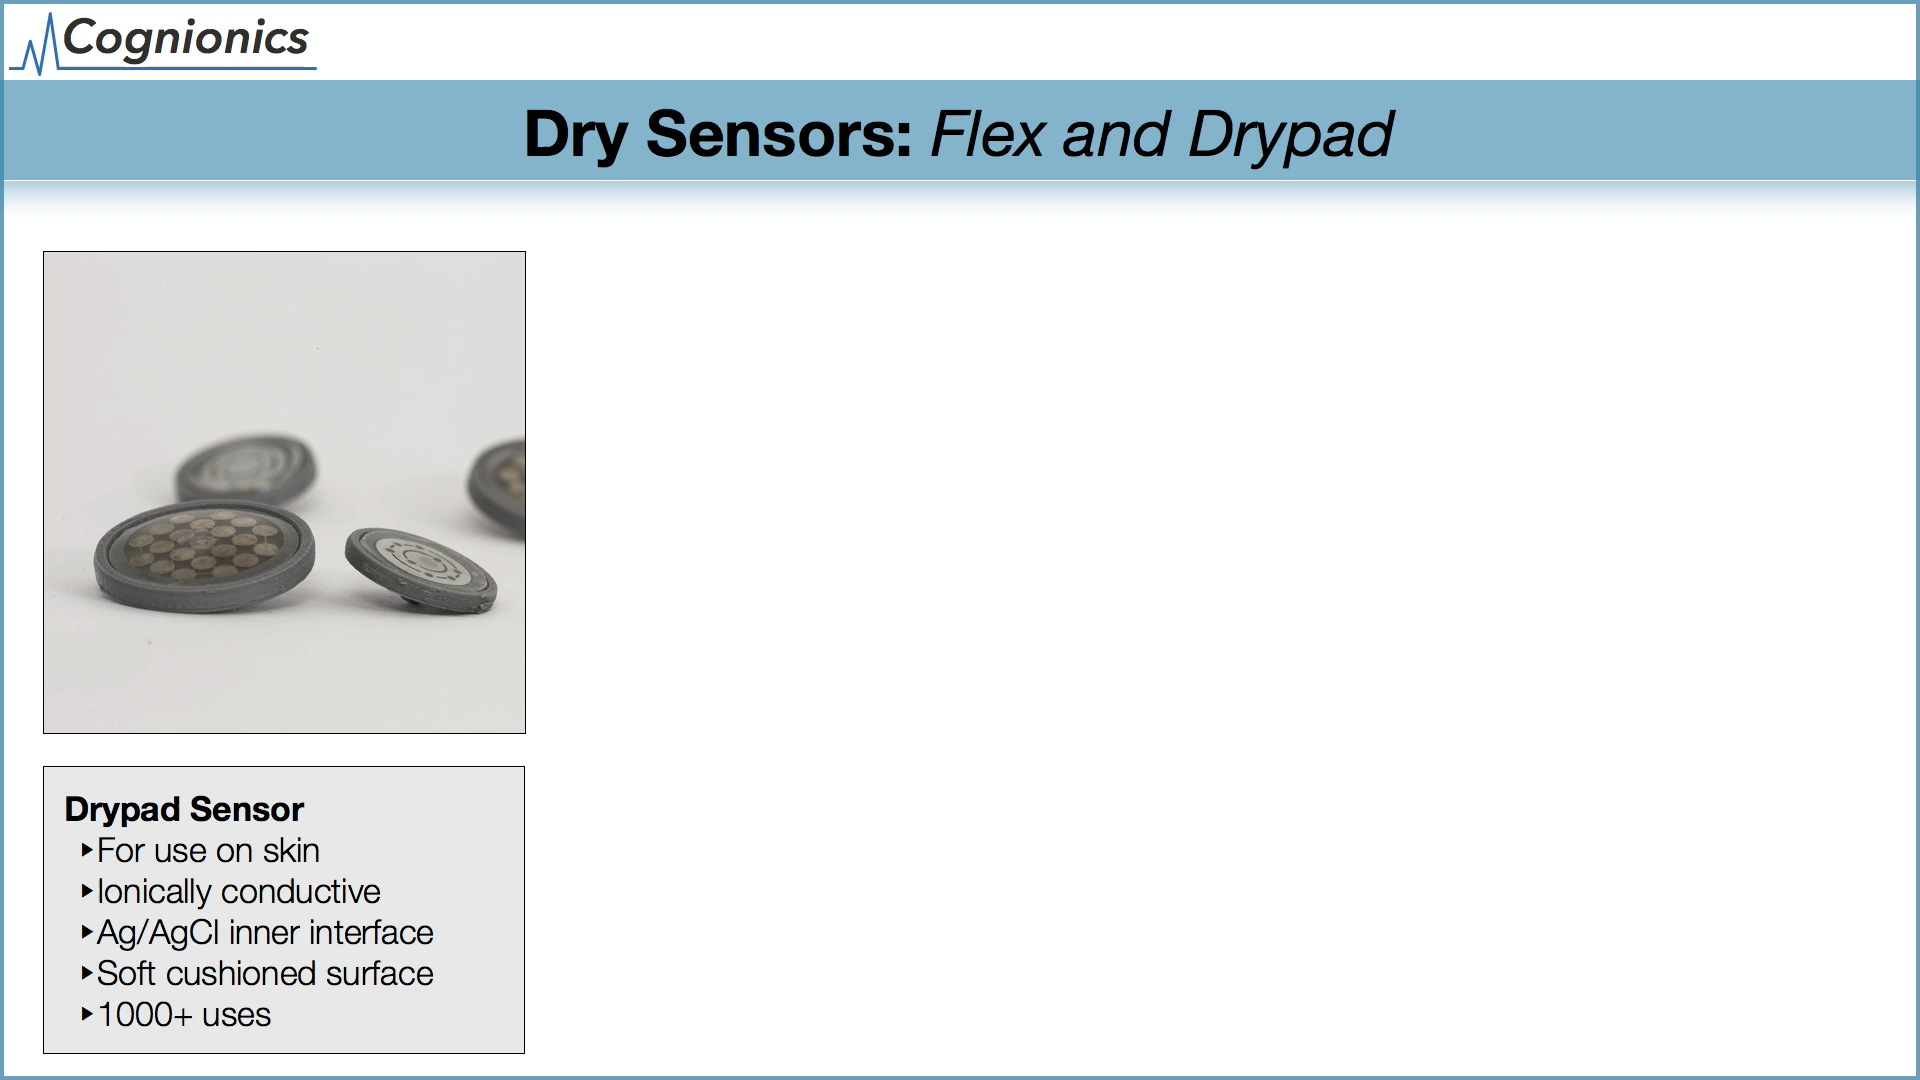 Cognionics
Dry Sensors: Flex and Drypad
Drypad Sensor
▸For use on skin
▸Ionically conductive
▸Ag/AgCl inner interface
▸Soft cushioned surface
▸1000+ uses